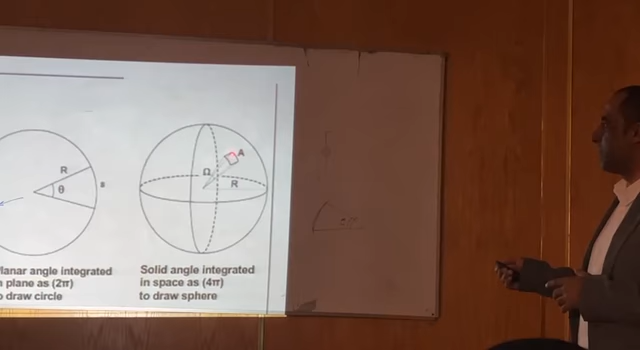 R
θ
s
Ω
A
R
lanar angle integrated
plane as (2π)
draw circle
Solid angle integrated
in space as (4π)
to draw sphere